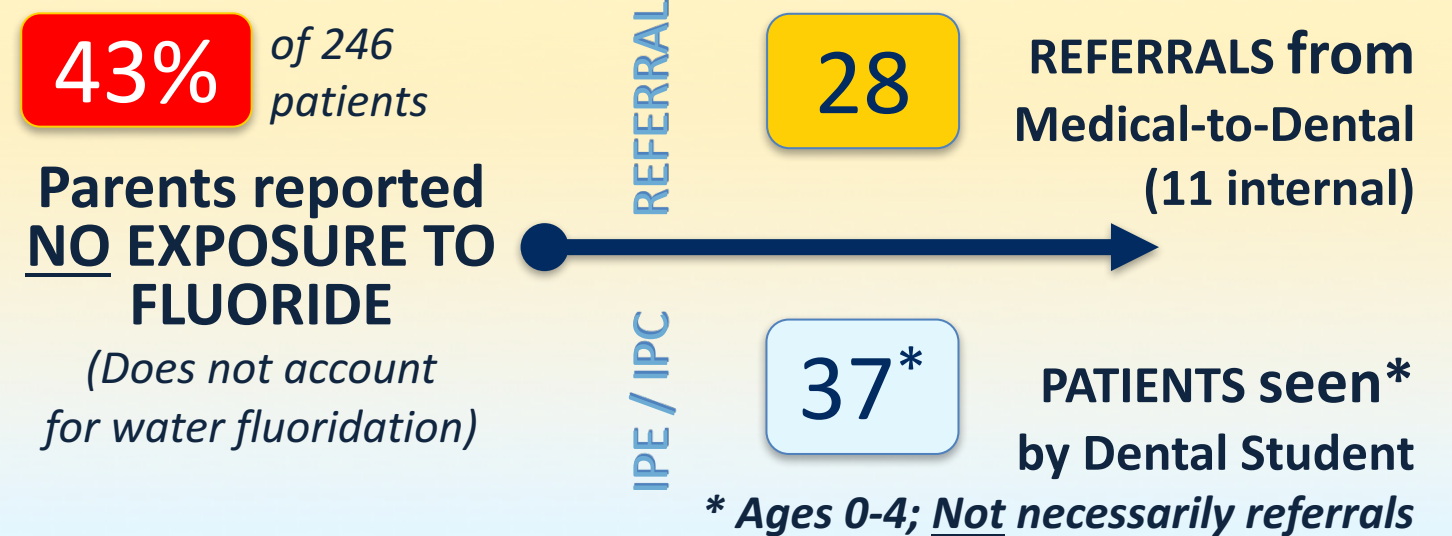 43%
of 246
patients
Parents reported
NO EXPOSURE TO
FLUORIDE
(Does not account
for water fluoridation)
REFERRAL
28
REFERRALS from
Medical-to-Dental
(11 internal)
IPE / IPC
37*
PATIENTS seen*
by Dental Student
* Ages 0-4; Not necessarily referrals